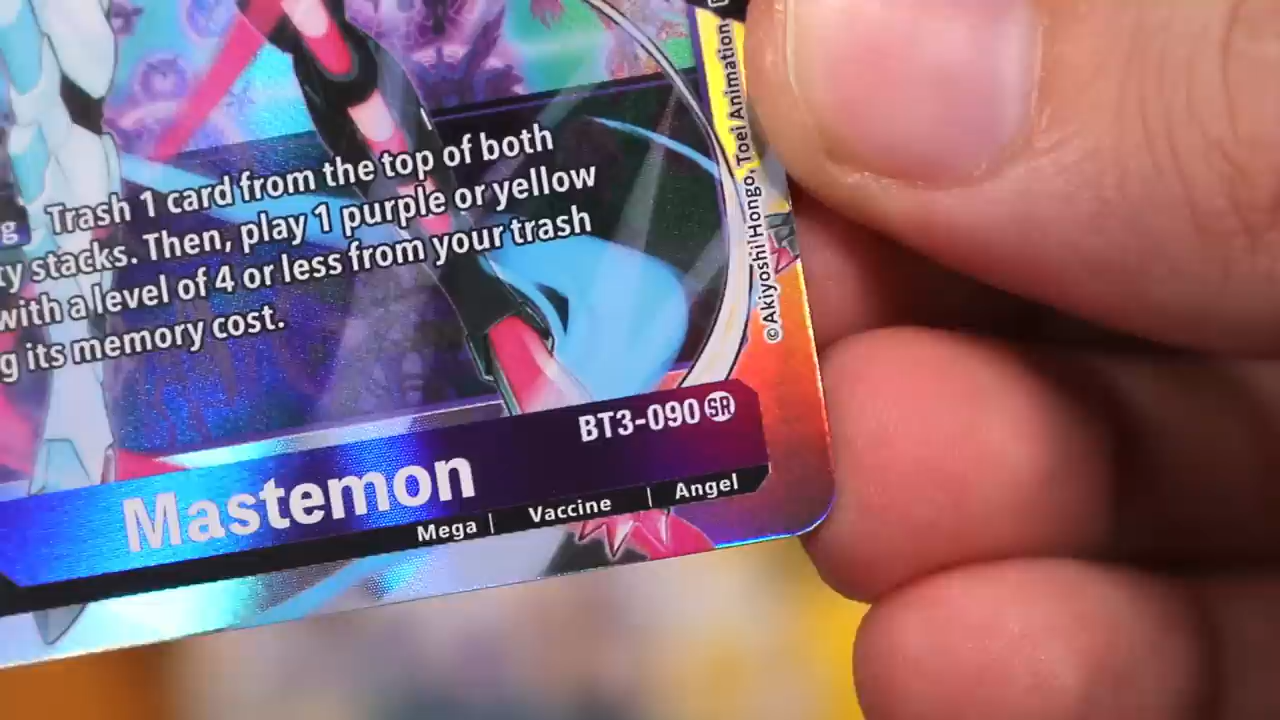 g Trash 1 card from the top of both
ty stacks. Then, play 1 purple or yellow
with a level of 4 or less from your trash
g its memory cost.
©Akiyoshi Hongo, Toei Animation
BT3-090 SR
Mastemon
Mega | Vaccine | Angel